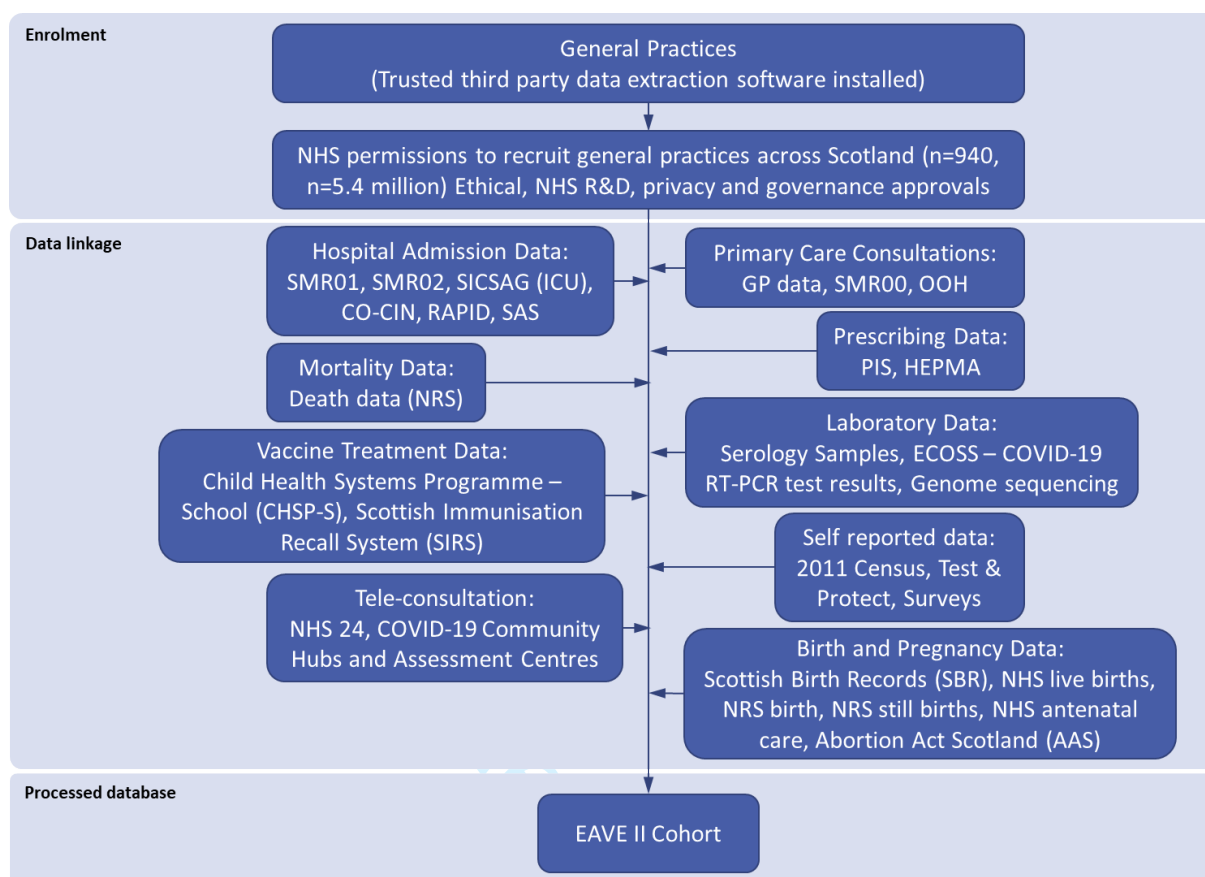 Enrolment
General Practices
(Trusted third party data extraction software installed)
NHS permissions to recruit general practices across Scotland (n=940,
n=5.4 million) Ethical, NHS R&D, privacy and governance approvals
Data linkage
Hospital Admission Data:
SMR01, SMR02, SICSAG (ICU),
CO-CIN, RAPID, SAS
Primary Care Consultations:
GP data, SMR00, OOH
Prescribing Data:
PIS, HEPMA
Mortality Data:
Death data (NRS)
Laboratory Data:
Serology Samples, ECOSS – COVID-19
RT-PCR test results, Genome sequencing
Vaccine Treatment Data:
Child Health Systems Programme –
School (CHSP-S), Scottish Immunisation
Recall System (SIRS)
Self reported data:
2011 Census, Test &
Protect, Surveys
Tele-consultation:
NHS 24, COVID-19 Community
Hubs and Assessment Centres
Birth and Pregnancy Data:
Scottish Birth Records (SBR), NHS live births,
NRS birth, NRS still births, NHS antenatal
care, Abortion Act Scotland (AAS)
Processed database
EAVE II Cohort